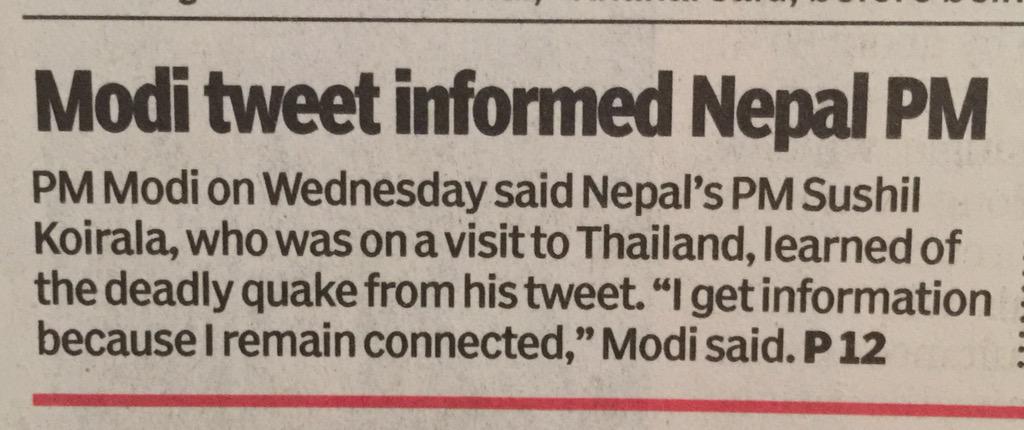 Modi tweet informed Nepal PM
PM Modi on Wednesday said Nepal's PM Sushil
Koirala, who was on a visit to Thailand, learned of
the deadly quake from his tweet. “I get information
because I remain connected,” Modi said. P 12